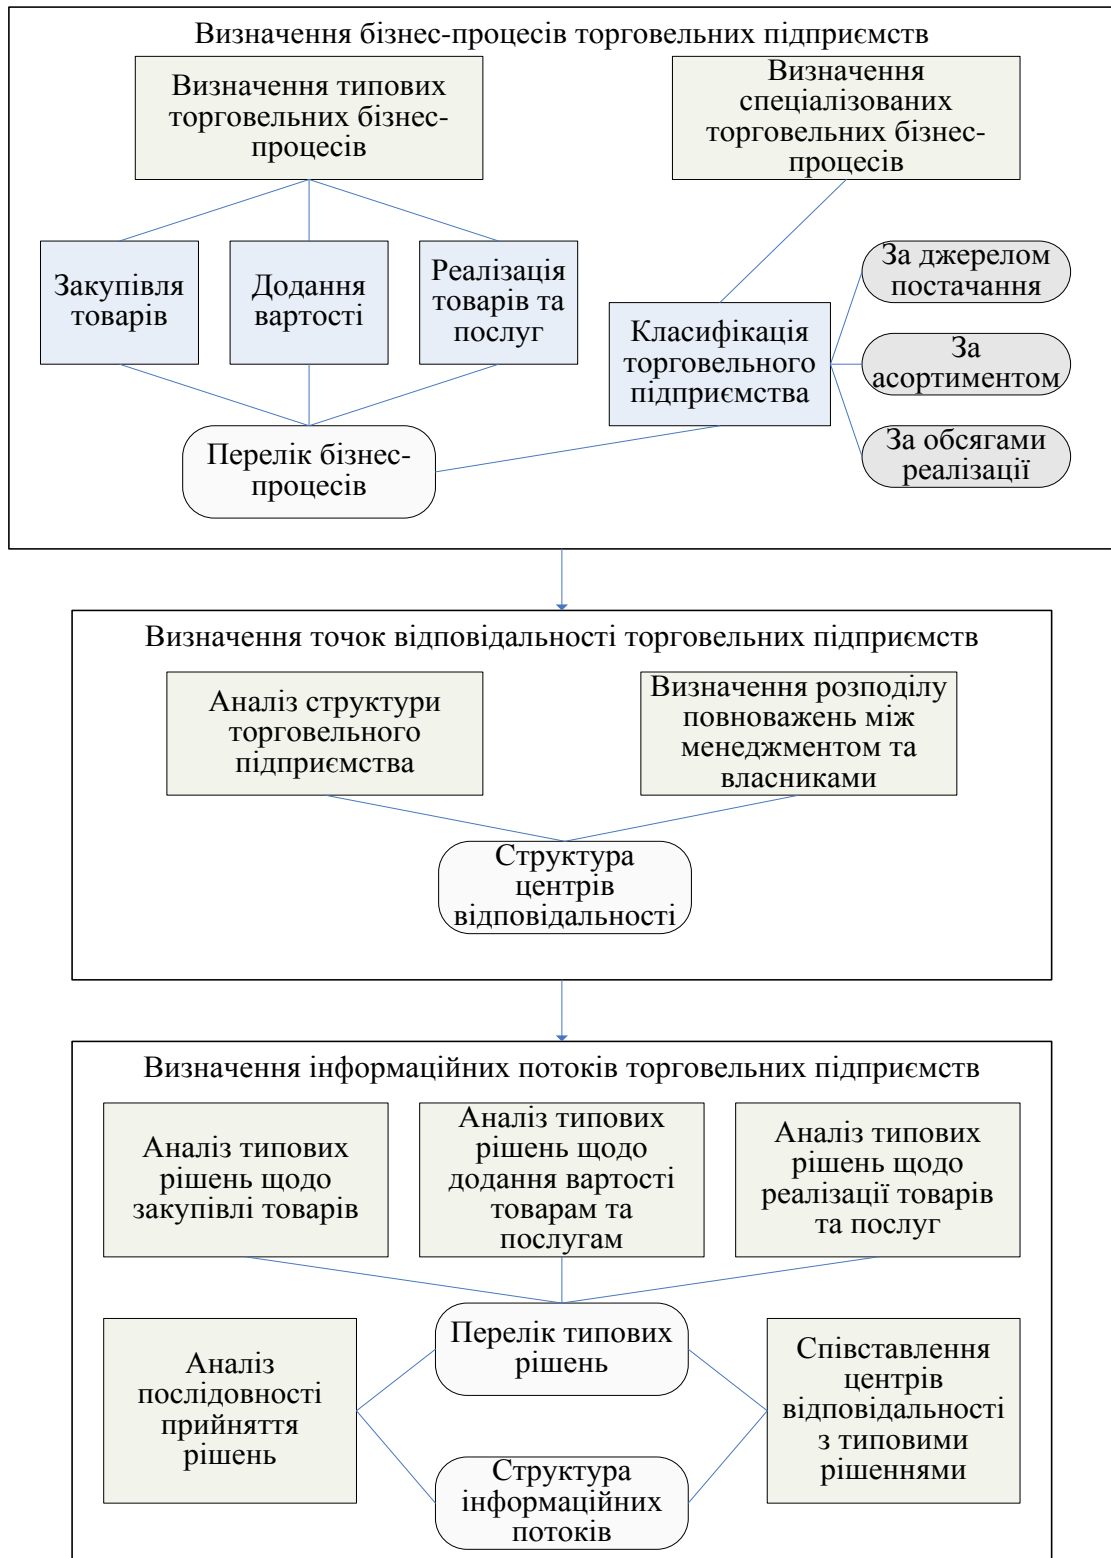 Визначення бізнес-процесів торговельних підприємств
Визначення типових
торговельних бізнес-
процесів
Визначення
спеціалізованих
торговельних бізнес-
процесів
Закупівля
товарів
Додання
вартості
Реалізація
товарів та
послуг
Класифікація
торговельного
підприємства
За джерелом
постачання
За
асортиментом
За обсягами
реалізації
Перелік бізнес-
процесів
Визначення точок відповідальності торговельних підприємств
Аналіз структури
торговельного
підприємства
Визначення розподілу
повноважень між
менеджментом та
власниками
Структура
центрів
відповідальності
Визначення інформаційних потоків торговельних підприємств
Аналіз типових
рішень щодо
закупівлі товарів
Аналіз типових
рішень щодо
додання вартості
товарам та
послугам
Аналіз типових
рішень щодо
реалізації товарів
та послуг
Перелік типових
рішень
Аналіз
послідовності
прийняття
рішень
Співставлення
центрів
відповідальності
з типовими
рішеннями
Структура
інформаційних
потоків